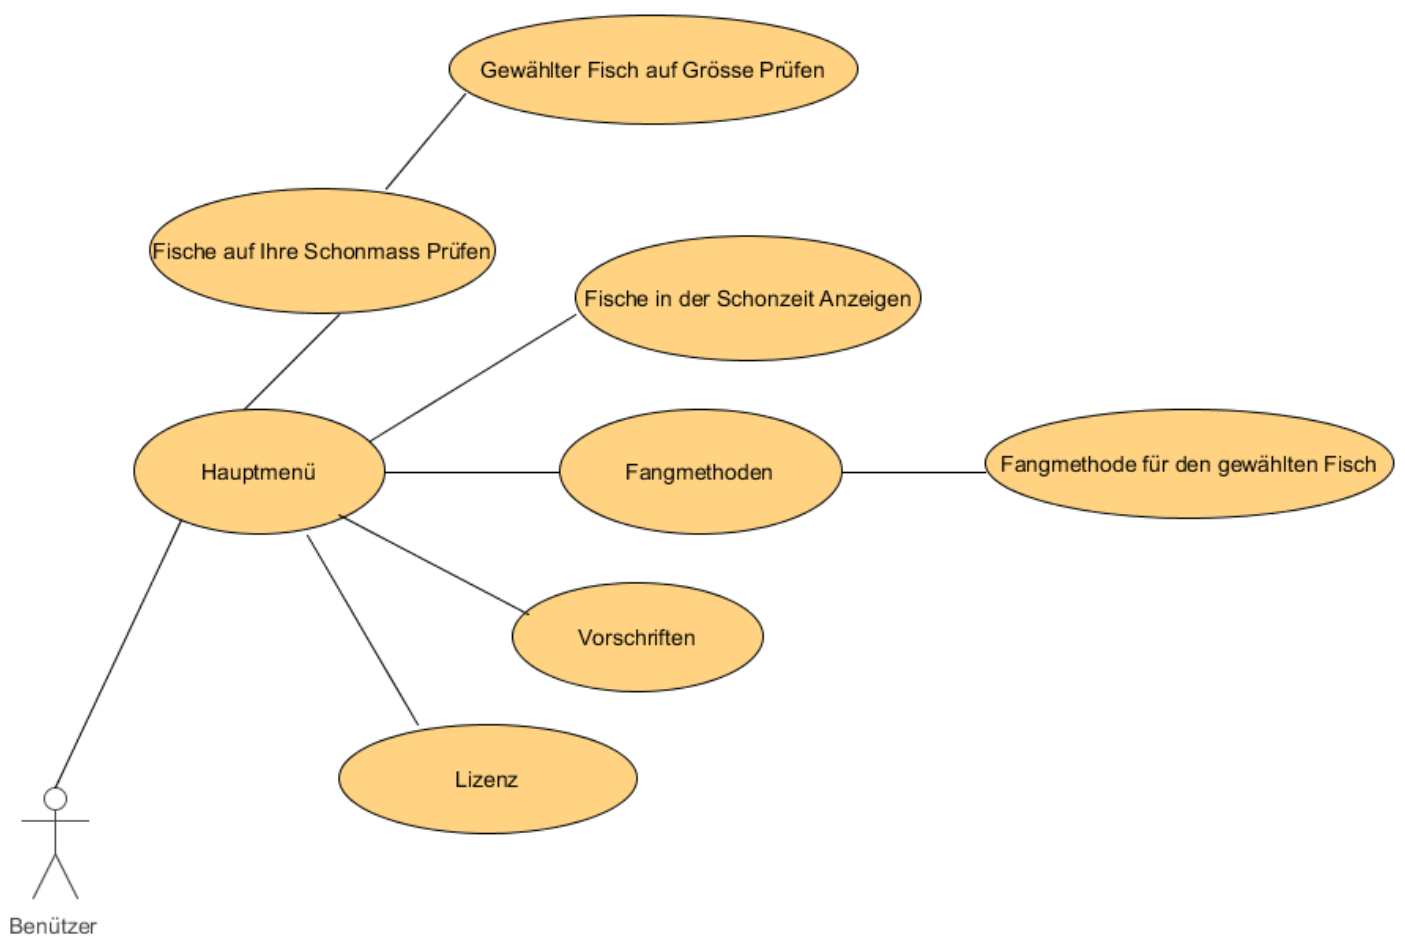 Gewählter Fisch auf Grösse Prüfen
Fische auf Ihre Schonmass Prüfen
Fische in der Schonzeit Anzeigen
Hauptmenü
Fangmethoden
Fangmethode für den gewählten Fisch
Vorschriften
Lizenz
Benützer